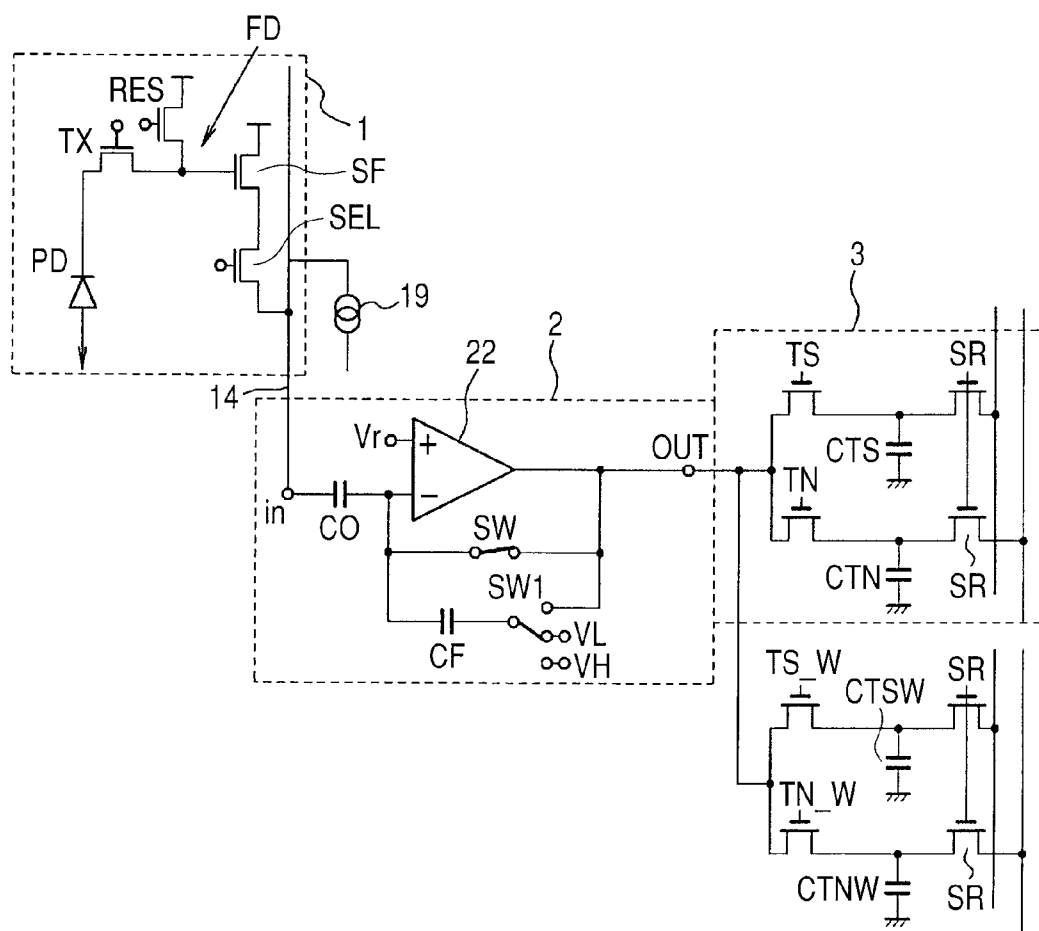 FD
RES
1
TX
SF
SEL
PD
19
3
2
14
22
TS
SR
Vr
+
OUT
CTS
TN
in
CO
−
SW
CTN
SR
SW1
CF
VL
VH
TS_W
CTSW
SR
TN_W
CTNW
SR